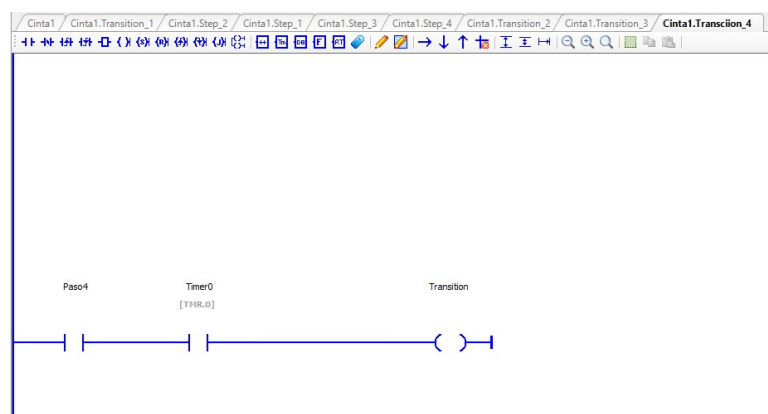 Cinta1 Cinta1.Transition_1 Cinta1.Step_2 Cinta1.Step_1 Cinta1.Step_3 Cinta1.Step_4 Cinta1.Transition_2 Cinta1.Transition_3 Cinta1.Transciion_4
Paso4 Timer0 Transition
[TMR.0]